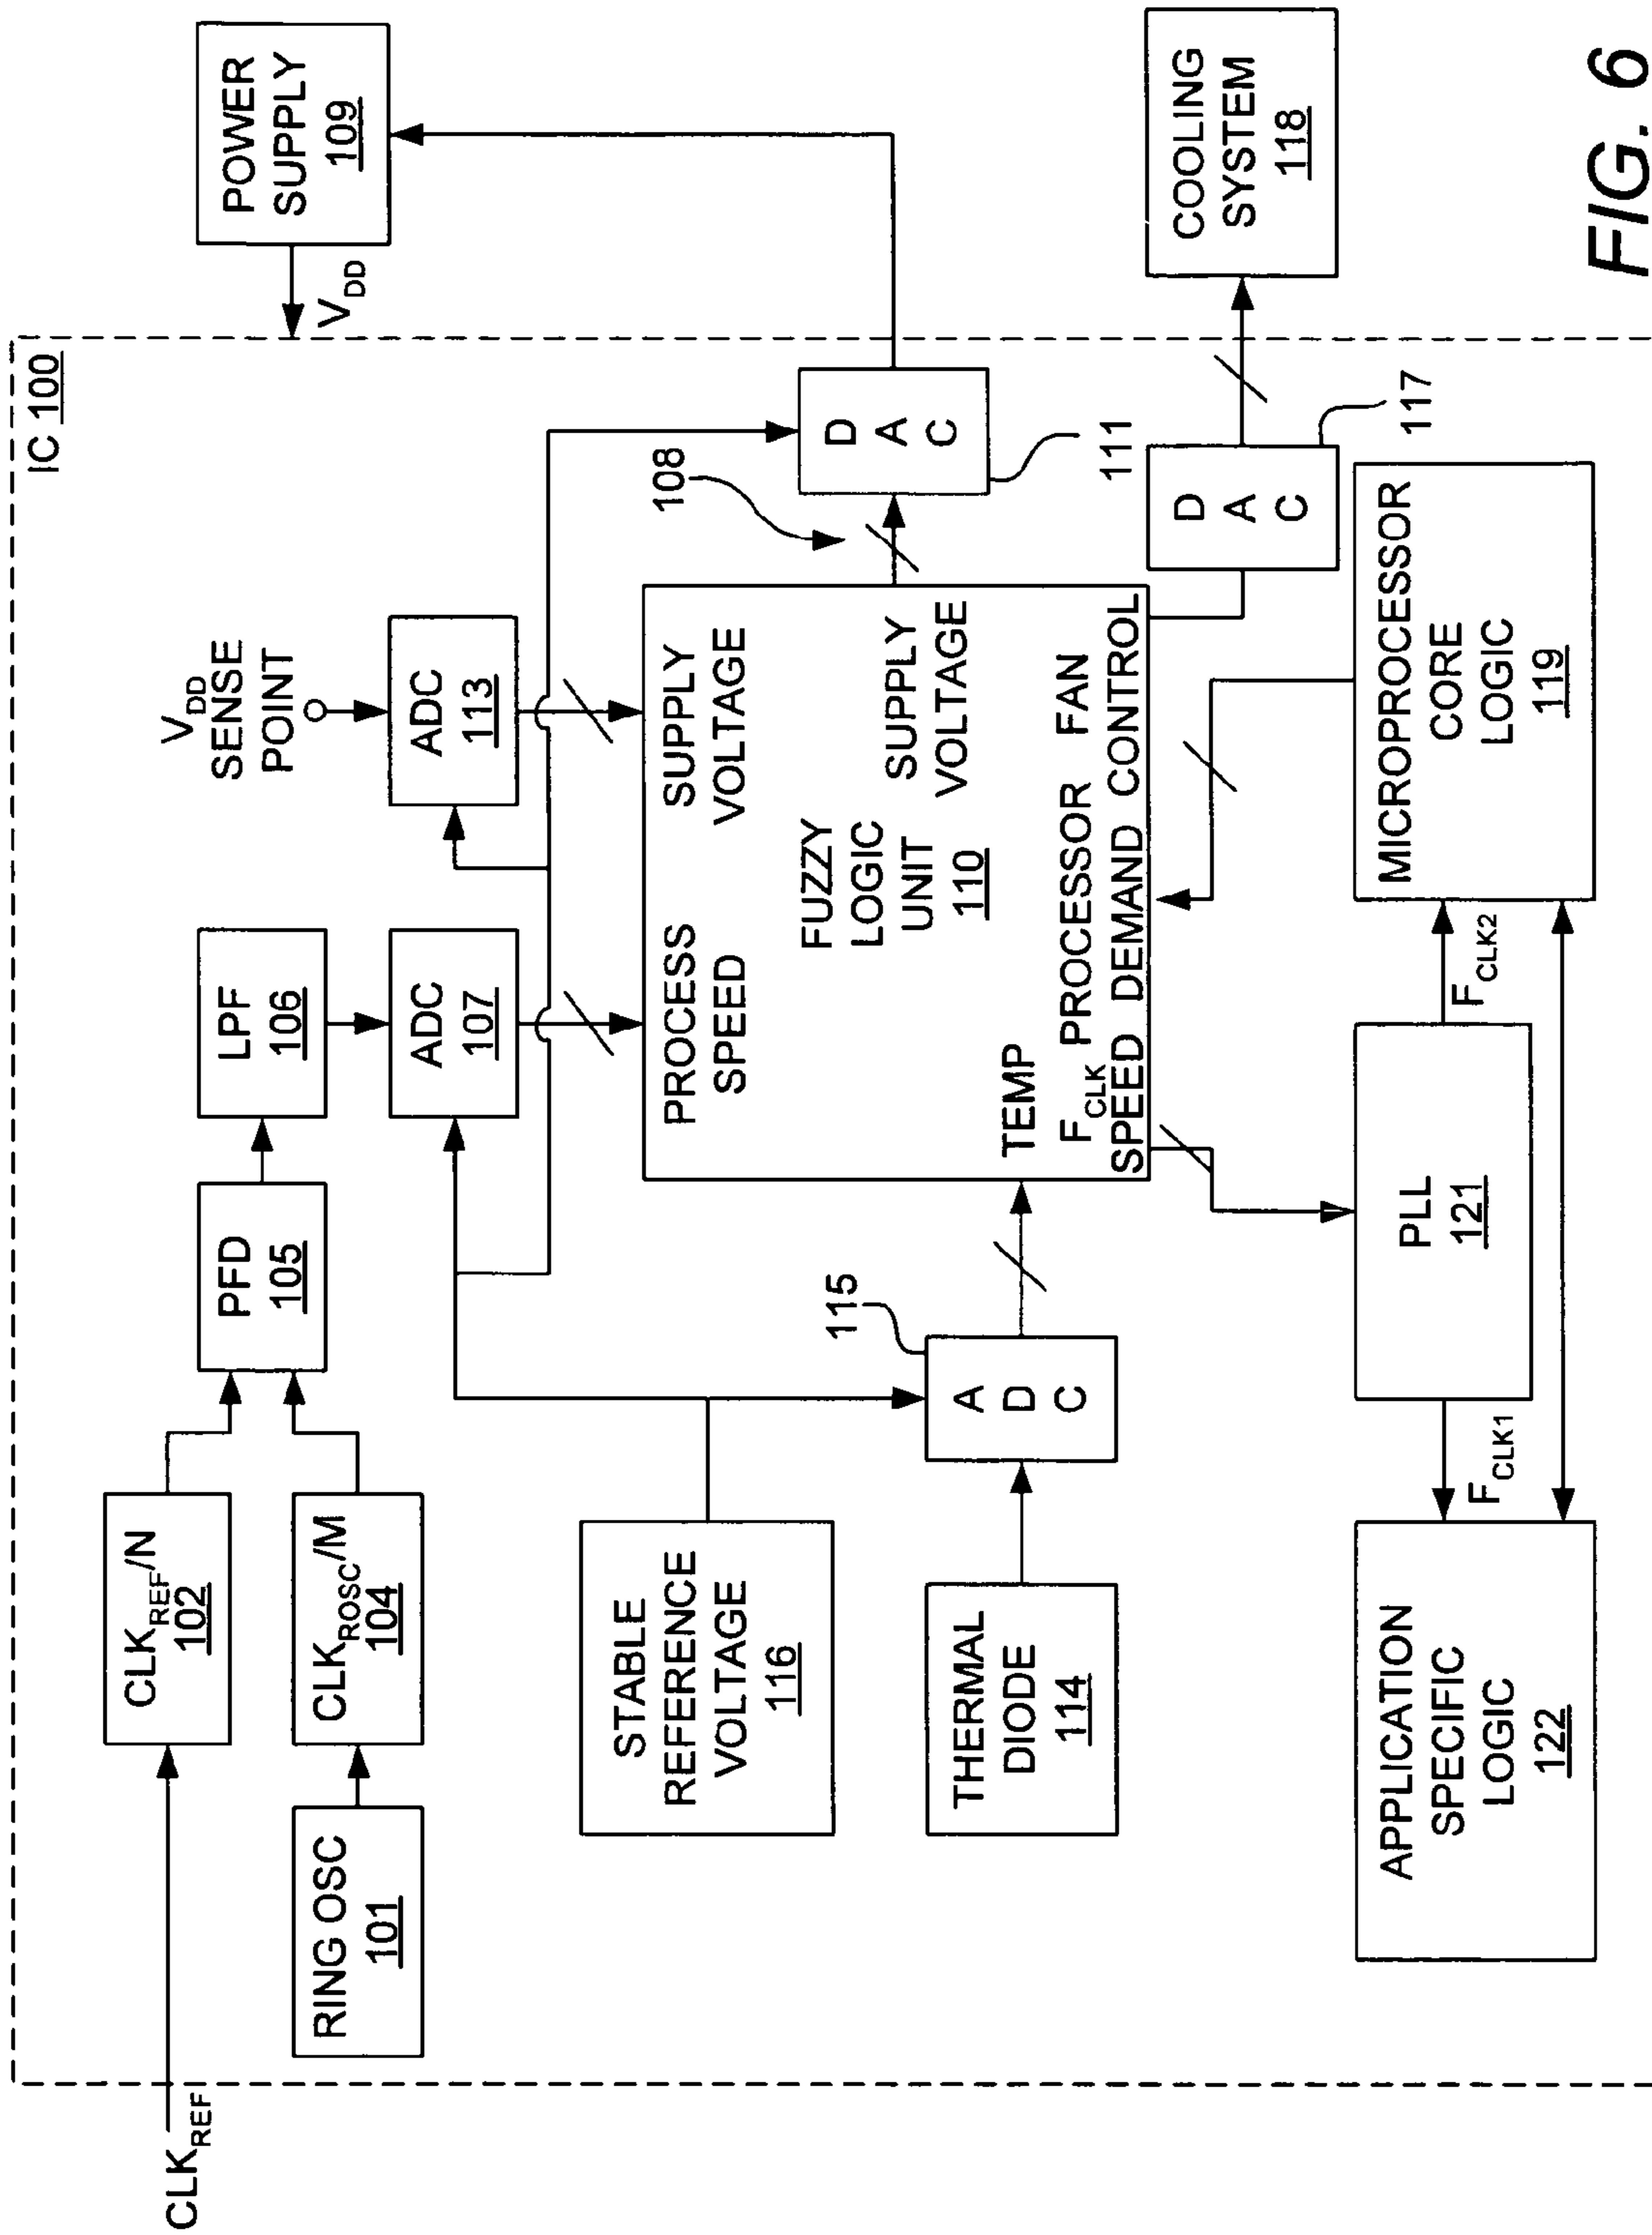 IC 100
POWER
SUPPLY
109
V_DD
CLK_REF
CLK_REF/N
102
RING OSC
101
CLK_ROSC/M
104
PFD
105
LPF
106
ADC
107
V_DD
SENSE
POINT
ADC
113
108
D
A
C
111
STABLE
REFERENCE
VOLTAGE
116
PROCESS
SPEED
SUPPLY
VOLTAGE
FUZZY
LOGIC
UNIT
110
SUPPLY
VOLTAGE
TEMP
F_CLK PROCESSOR FAN
SPEED DEMAND CONTROL
THERMAL
DIODE
114
A
D
C
115
D
A
C
117
COOLING
SYSTEM
118
APPLICATION
SPECIFIC
LOGIC
122
F_CLK1
PLL
121
F_CLK2
MICROPROCESSOR
CORE
LOGIC
119
FIG. 6